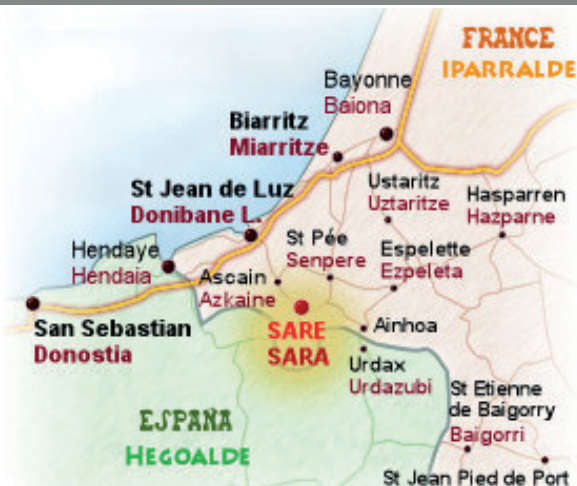 FRANCE
IPARRALDE
Bayonne
Baiona
Biarritz
Miarritze
St Jean de Luz
Donibane L.
Ustaritz
Uztaritze
Hasparren
Hazparne
St Pée
Senpere
Espelette
Ezpeleta
Hendaye
Hendaia
Ascain
Azkaine
San Sebastian
Donostia
SARE
SARA
Ainhoa
Urdax
Urdazubi
St Etienne
de Baigorry
Baigorri
ESPAÑA
HEGOALDE
St Jean Pied de Port